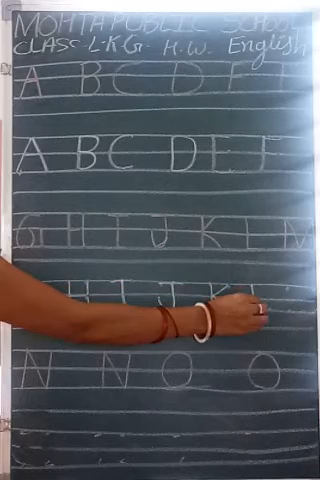 MOHTA PUBLIC SCHOOL
CLASS-L.K.G. H.W. English
A B C D E F
A B C D E F
G H I J K L M
H I J K L
N N O O